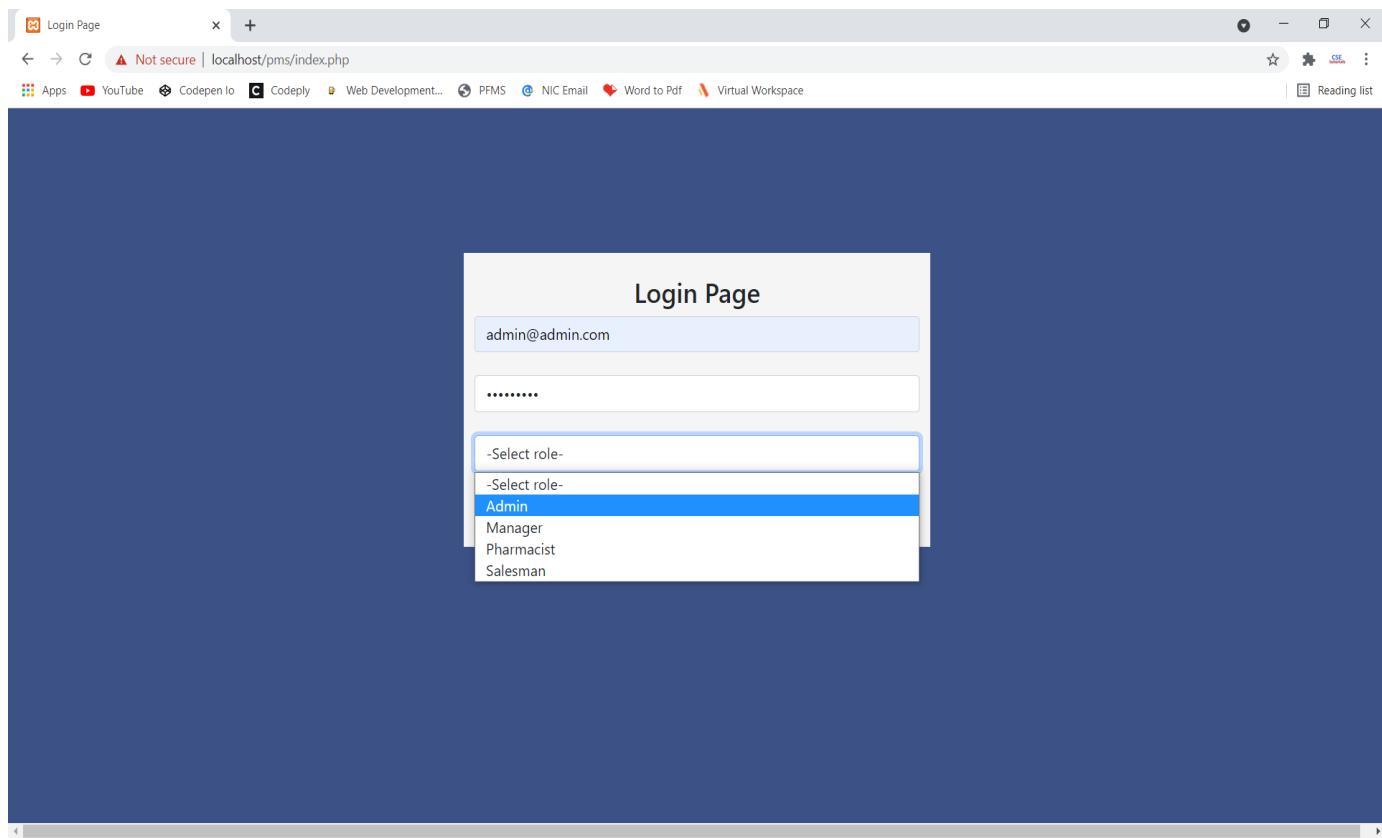 Login Page
Not secure | localhost/pms/index.php
Apps YouTube Codepen Io Codeply Web Development... PFMS NIC Email Word to Pdf Virtual Workspace Reading list
Login Page
admin@admin.com
•••••••••
-Select role-
-Select role-
Admin
Manager
Pharmacist
Salesman